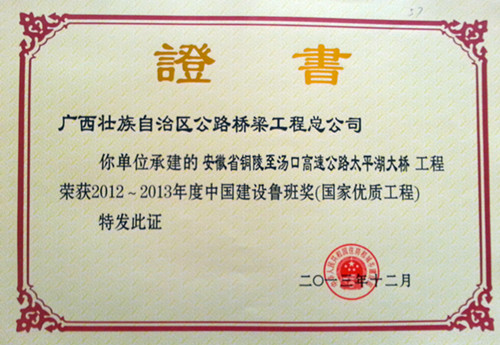 證書
广西壮族自治区公路桥梁工程总公司
你单位承建的 安徽省铜陵至汤口高速公路太平湖大桥 工程
荣获2012～2013年度中国建设鲁班奖(国家优质工程)
特发此证
二〇一三年十二月